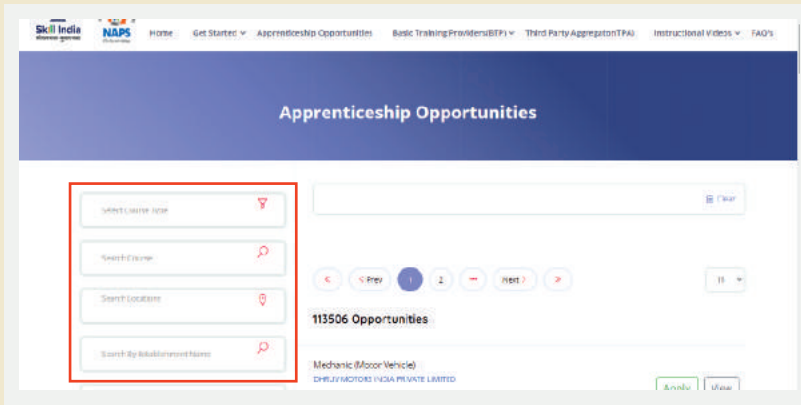 Skill India
NAPS
Home Get Started Apprenticeship Opportunities Basic Training Providers(BTP) Third Party Aggregator(TPA) Instructional Videos FAQ's
Apprenticeship Opportunities
Select Course Type
Clear
Search Course
Search Locations
< Prev 1 2 ... Next >
113506 Opportunities
Search By Establishment Name
Mechanic (Motor Vehicle)
DHRUV MOTORS INDIA PRIVATE LIMITED
Apply View